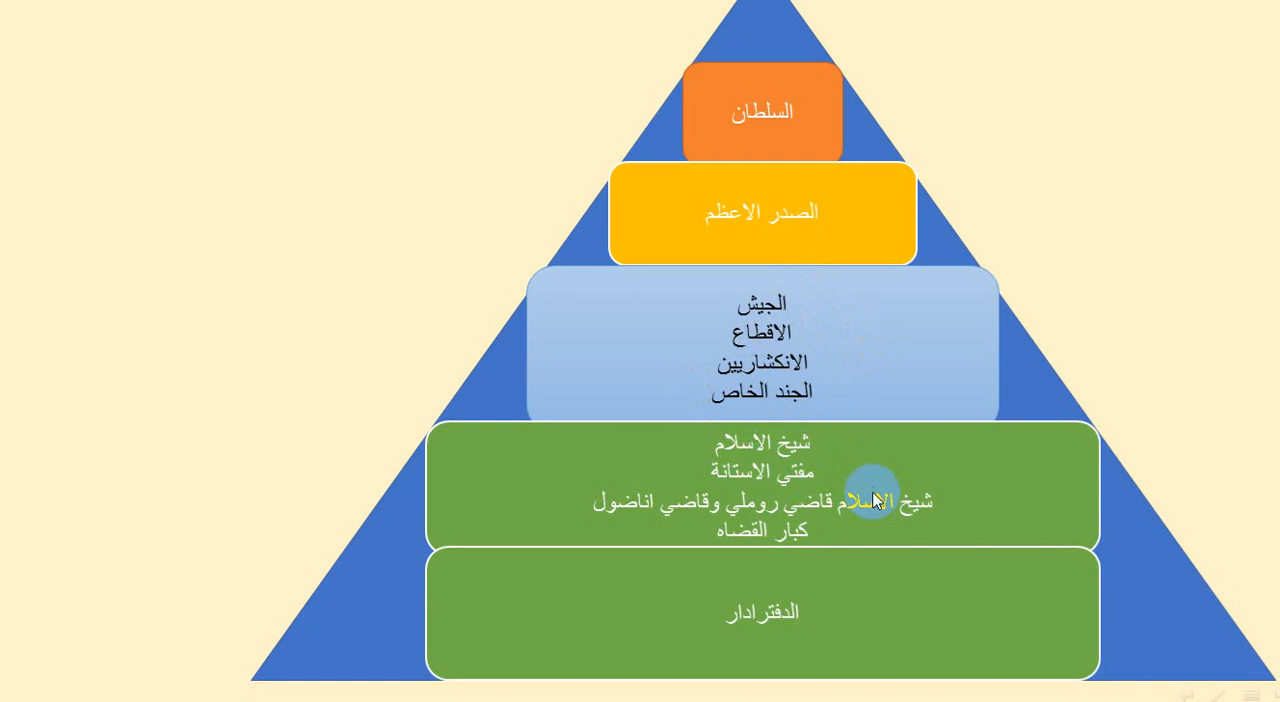 السلطان
الصدر الاعظم
الجيش
الاقطاع
الانكشاريين
الجند الخاص
شيخ الاسلام
مفتي الاستانة
شيخ الاسلام قاضي روملي وقاضي اناضول
كبار القضاه
الدفترادار